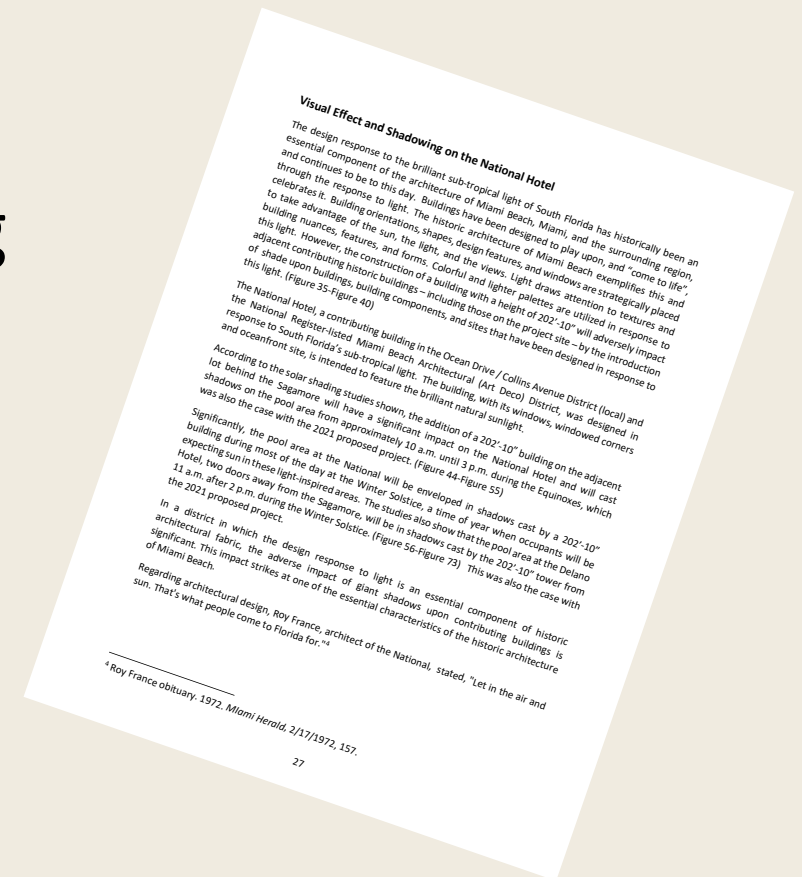 g
Visual Effect and Shadowing on the National Hotel
The design response to the brilliant sub-tropical light of South Florida has historically been an
essential component of the architecture of Miami Beach, Miami, and the surrounding region,
and continues to be to this day. Buildings have been designed to play upon, and "come to life",
through the response to light. The historic architecture of Miami Beach exemplifies this and
celebrates it. Building orientations, shapes, design features, and windows are strategically placed
to take advantage of the sun, the light, and the views. Light draws attention to textures and
building nuances, features, and forms. Colorful and lighter palettes are utilized in response to
this light. However, the construction of a building with a height of 202'-10" will adversely impact
adjacent contributing historic buildings – including those on the project site – by the introduction
of shade upon buildings, building components, and sites that have been designed in response to
this light. (Figure 35-Figure 40)
The National Hotel, a contributing building in the Ocean Drive / Collins Avenue District (local) and
the National Register-listed Miami Beach Architectural (Art Deco) District, was designed in
response to South Florida's sub-tropical light. The building, with its windows, windowed corners
and oceanfront site, is intended to feature the brilliant natural sunlight.
According to the solar shading studies shown, the addition of a 202'-10" building on the adjacent
lot behind the Sagamore will have a significant impact on the National Hotel and will cast
shadows on the pool area from approximately 10 a.m. until 3 p.m. during the Equinoxes, which
was also the case with the 2021 proposed project. (Figure 44-Figure 55)
Significantly, the pool area at the National will be enveloped in shadows cast by a 202'-10"
building during most of the day at the Winter Solstice, a time of year when occupants will be
expecting sun in these light-inspired areas. The studies also show that the pool area at the Delano
Hotel, two doors away from the Sagamore, will be in shadows cast by the 202'-10" tower from
11 a.m. after 2 p.m. during the Winter Solstice. (Figure 56-Figure 73) This was also the case with
the 2021 proposed project.
In a district in which the design response to light is an essential component of historic
architectural fabric, the adverse impact of giant shadows upon contributing buildings is
significant. This impact strikes at one of the essential characteristics of the historic architecture
of Miami Beach.
Regarding architectural design, Roy France, architect of the National, stated, "Let in the air and
sun. That's what people come to Florida for."4
4 Roy France obituary. 1972. Miami Herald, 2/17/1972, 157.
27